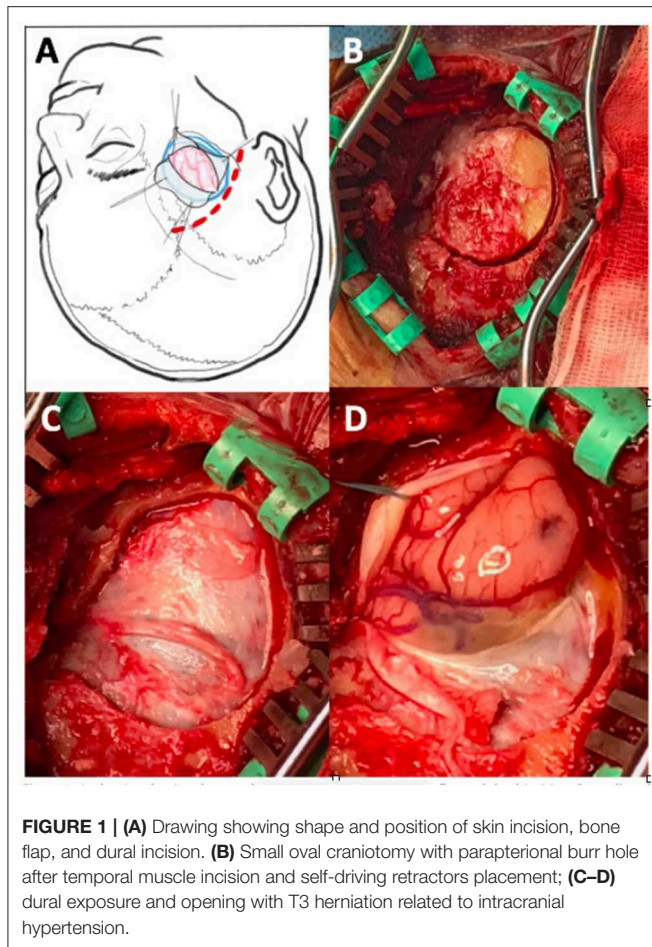 A
B
C
D
FIGURE 1 | (A) Drawing showing shape and position of skin incision, bone
flap, and dural incision. (B) Small oval craniotomy with parapterional burr hole
after temporal muscle incision and self-driving retractors placement; (C–D)
dural exposure and opening with T3 herniation related to intracranial
hypertension.